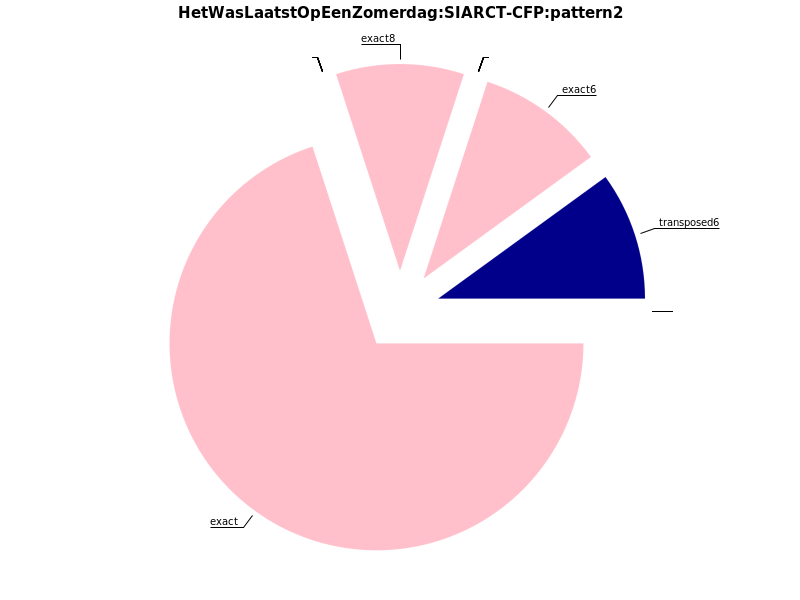 HetWasLaatstOpEenZomerdag:SIARCT-CFP:pattern2
exact8
exact6
transposed6
exact